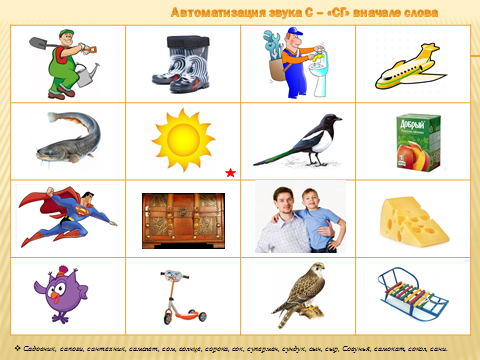 Автоматизация звука С – «СГ» вначале слова
Добрый
❖ Садовник, сапоги, сантехник, самолет, сом, солнце, сорока, сок, супермен, сундук, сын, сыр, Совунья, самокат, сокол, сани.